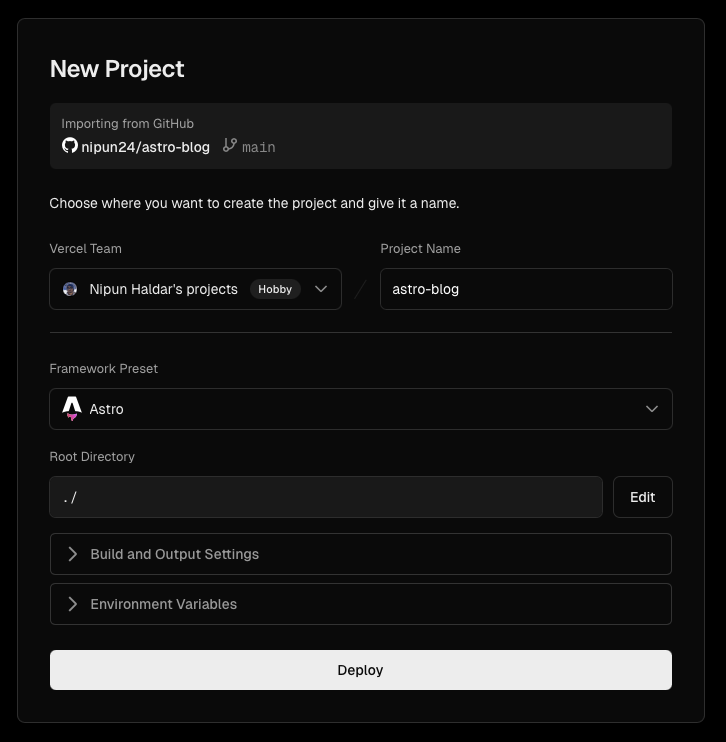 New Project
Importing from GitHub
nipun24/astro-blog main
Choose where you want to create the project and give it a name.
Vercel Team
Project Name
Nipun Haldar's projects Hobby
/
astro-blog
Framework Preset
Astro
Root Directory
./
Edit
Build and Output Settings
Environment Variables
Deploy